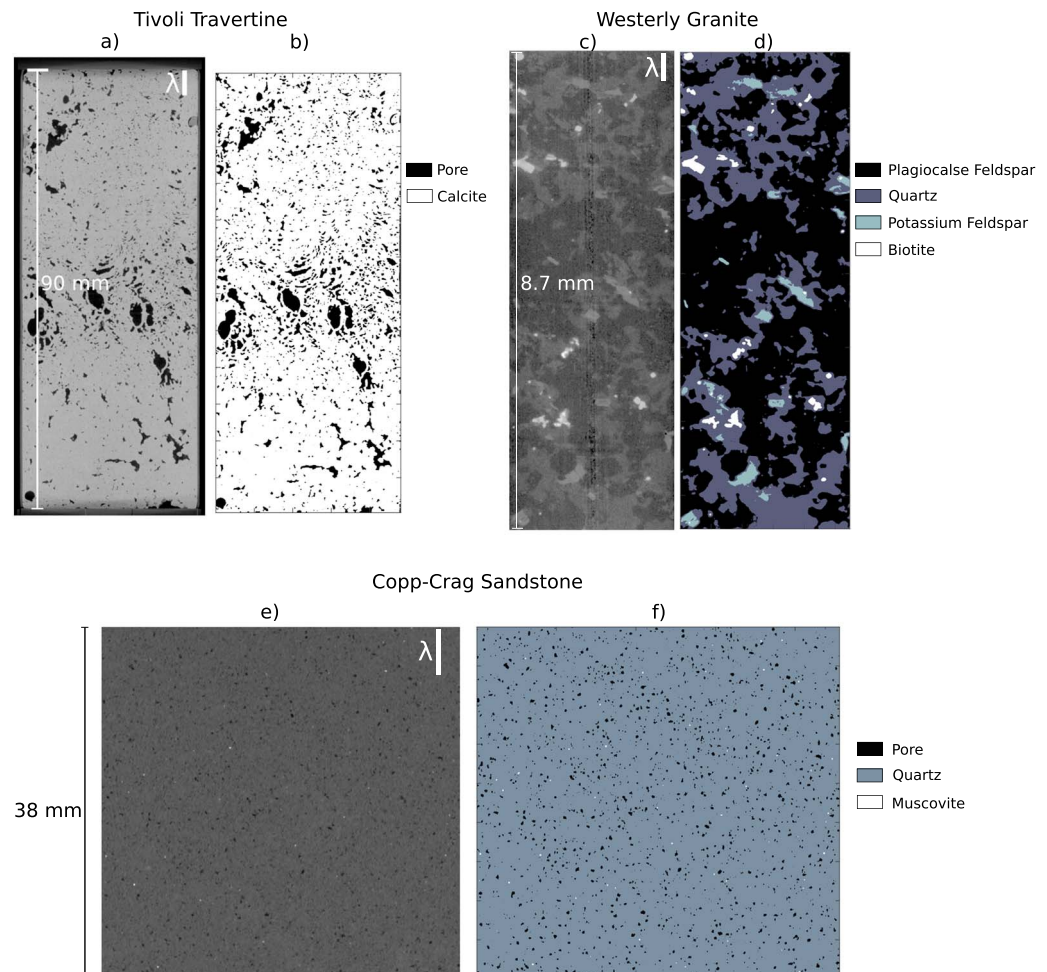 Tivoli Travertine
a)
b)
λ
90 mm
Pore
Calcite
Westerly Granite
c)
d)
λ
8.7 mm
Plagiocalse Feldspar
Quartz
Potassium Feldspar
Biotite
Copp-Crag Sandstone
e)
f)
λ
38 mm
Pore
Quartz
Muscovite